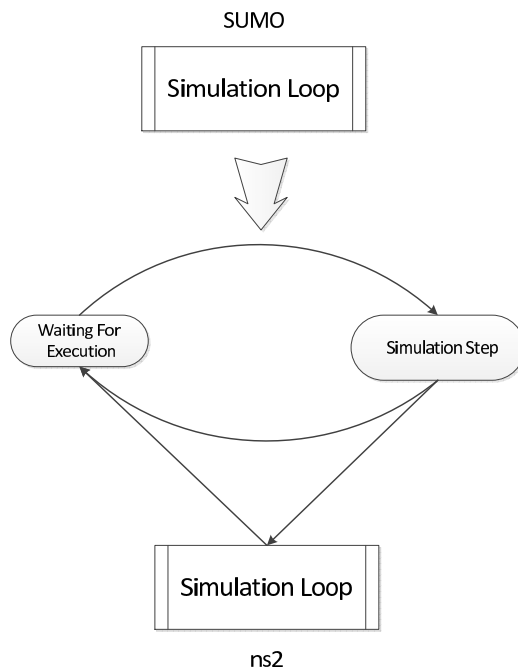 SUMO
Simulation Loop
Waiting For
Execution
Simulation Step
Simulation Loop
ns2